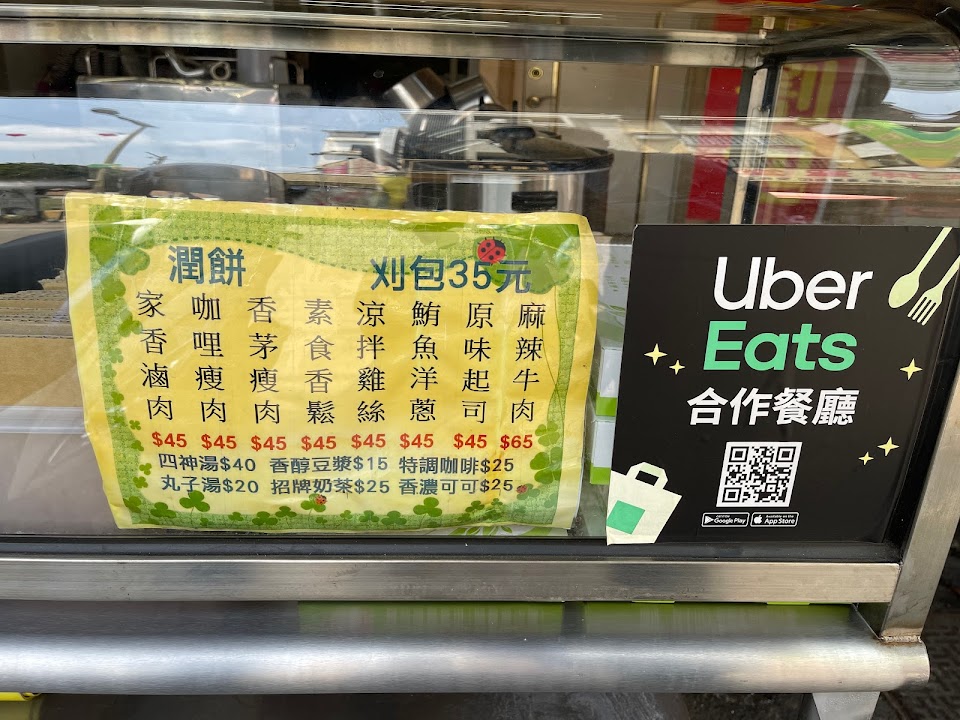 潤餅 刈包35元
家香滷肉 咖哩瘦肉 香茅瘦肉 素食香鬆 涼拌雞絲 鮪魚洋蔥 原味起司 麻辣牛肉
$45 $45 $45 $45 $45 $45 $45 $65
四神湯$40 香醇豆漿$15 特調咖啡$25
丸子湯$20 招牌奶茶$25 香濃可可$25
Uber
Eats
合作餐廳
Google Play App Store